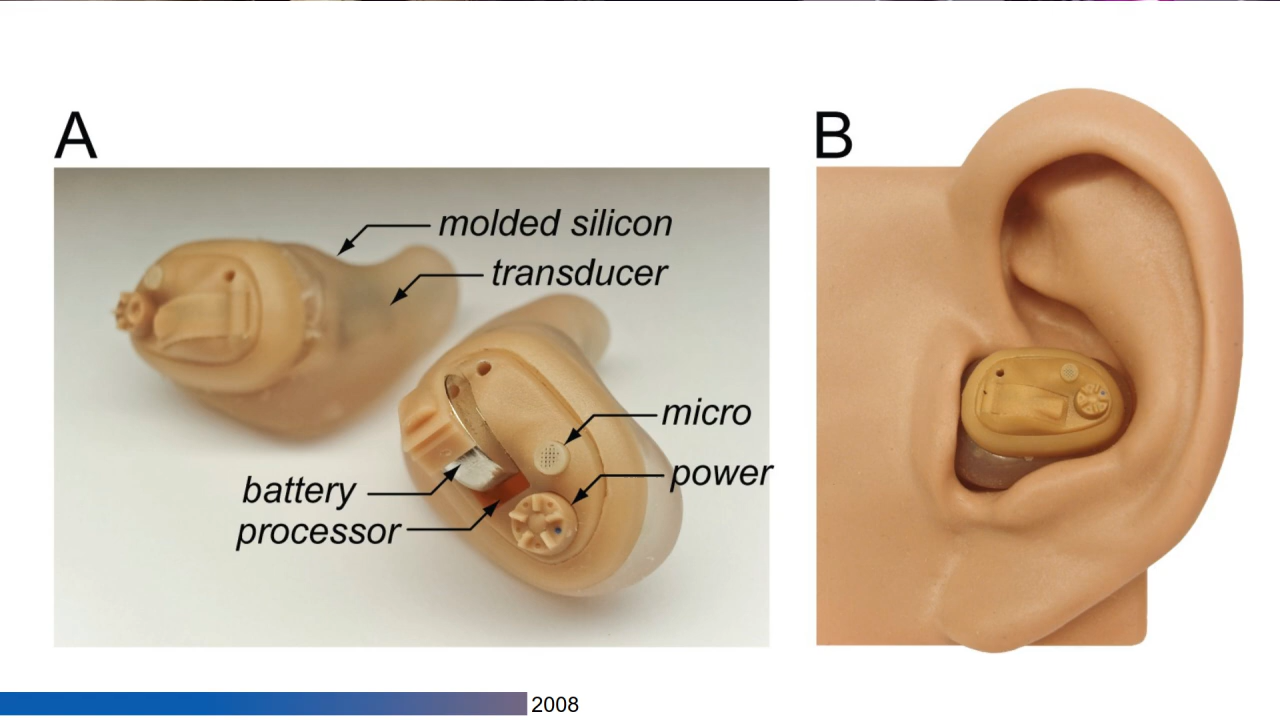 A
B
molded silicon
transducer
micro
power
battery
processor
2008